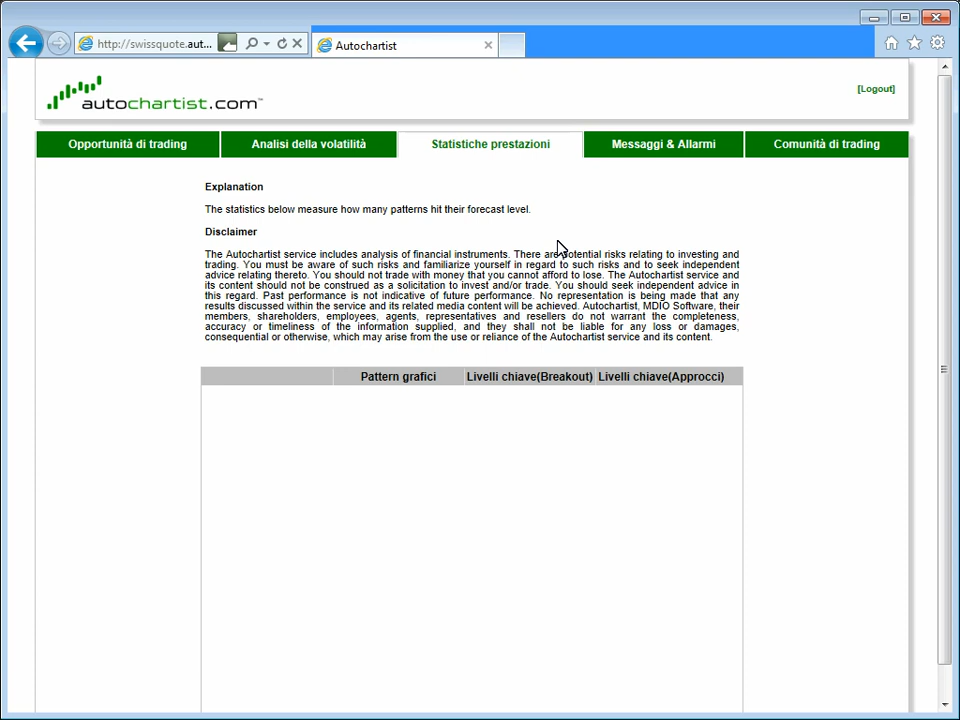 http://swissquote.aut...
Autochartist
autochartist.com™
[Logout]
Opportunità di trading
Analisi della volatilità
Statistiche prestazioni
Messaggi & Allarmi
Comunità di trading
Explanation
The statistics below measure how many patterns hit their forecast level.
Disclaimer
The Autochartist service includes analysis of financial instruments. There are potential risks relating to investing and
trading. You must be aware of such risks and familiarize yourself in regard to such risks and to seek independent
advice relating thereto. You should not trade with money that you cannot afford to lose. The Autochartist service and
its content should not be construed as a solicitation to invest and/or trade. You should seek independent advice in
this regard. Past performance is not indicative of future performance. No representation is being made that any
results discussed within the service and its related media content will be achieved. Autochartist, MDIO Software, their
members, shareholders, employees, agents, representatives and resellers do not warrant the completeness,
accuracy or timeliness of the information supplied, and they shall not be liable for any loss or damages,
consequential or otherwise, which may arise from the use or reliance of the Autochartist service and its content.
Pattern grafici
Livelli chiave(Breakout)
Livelli chiave(Approcci)